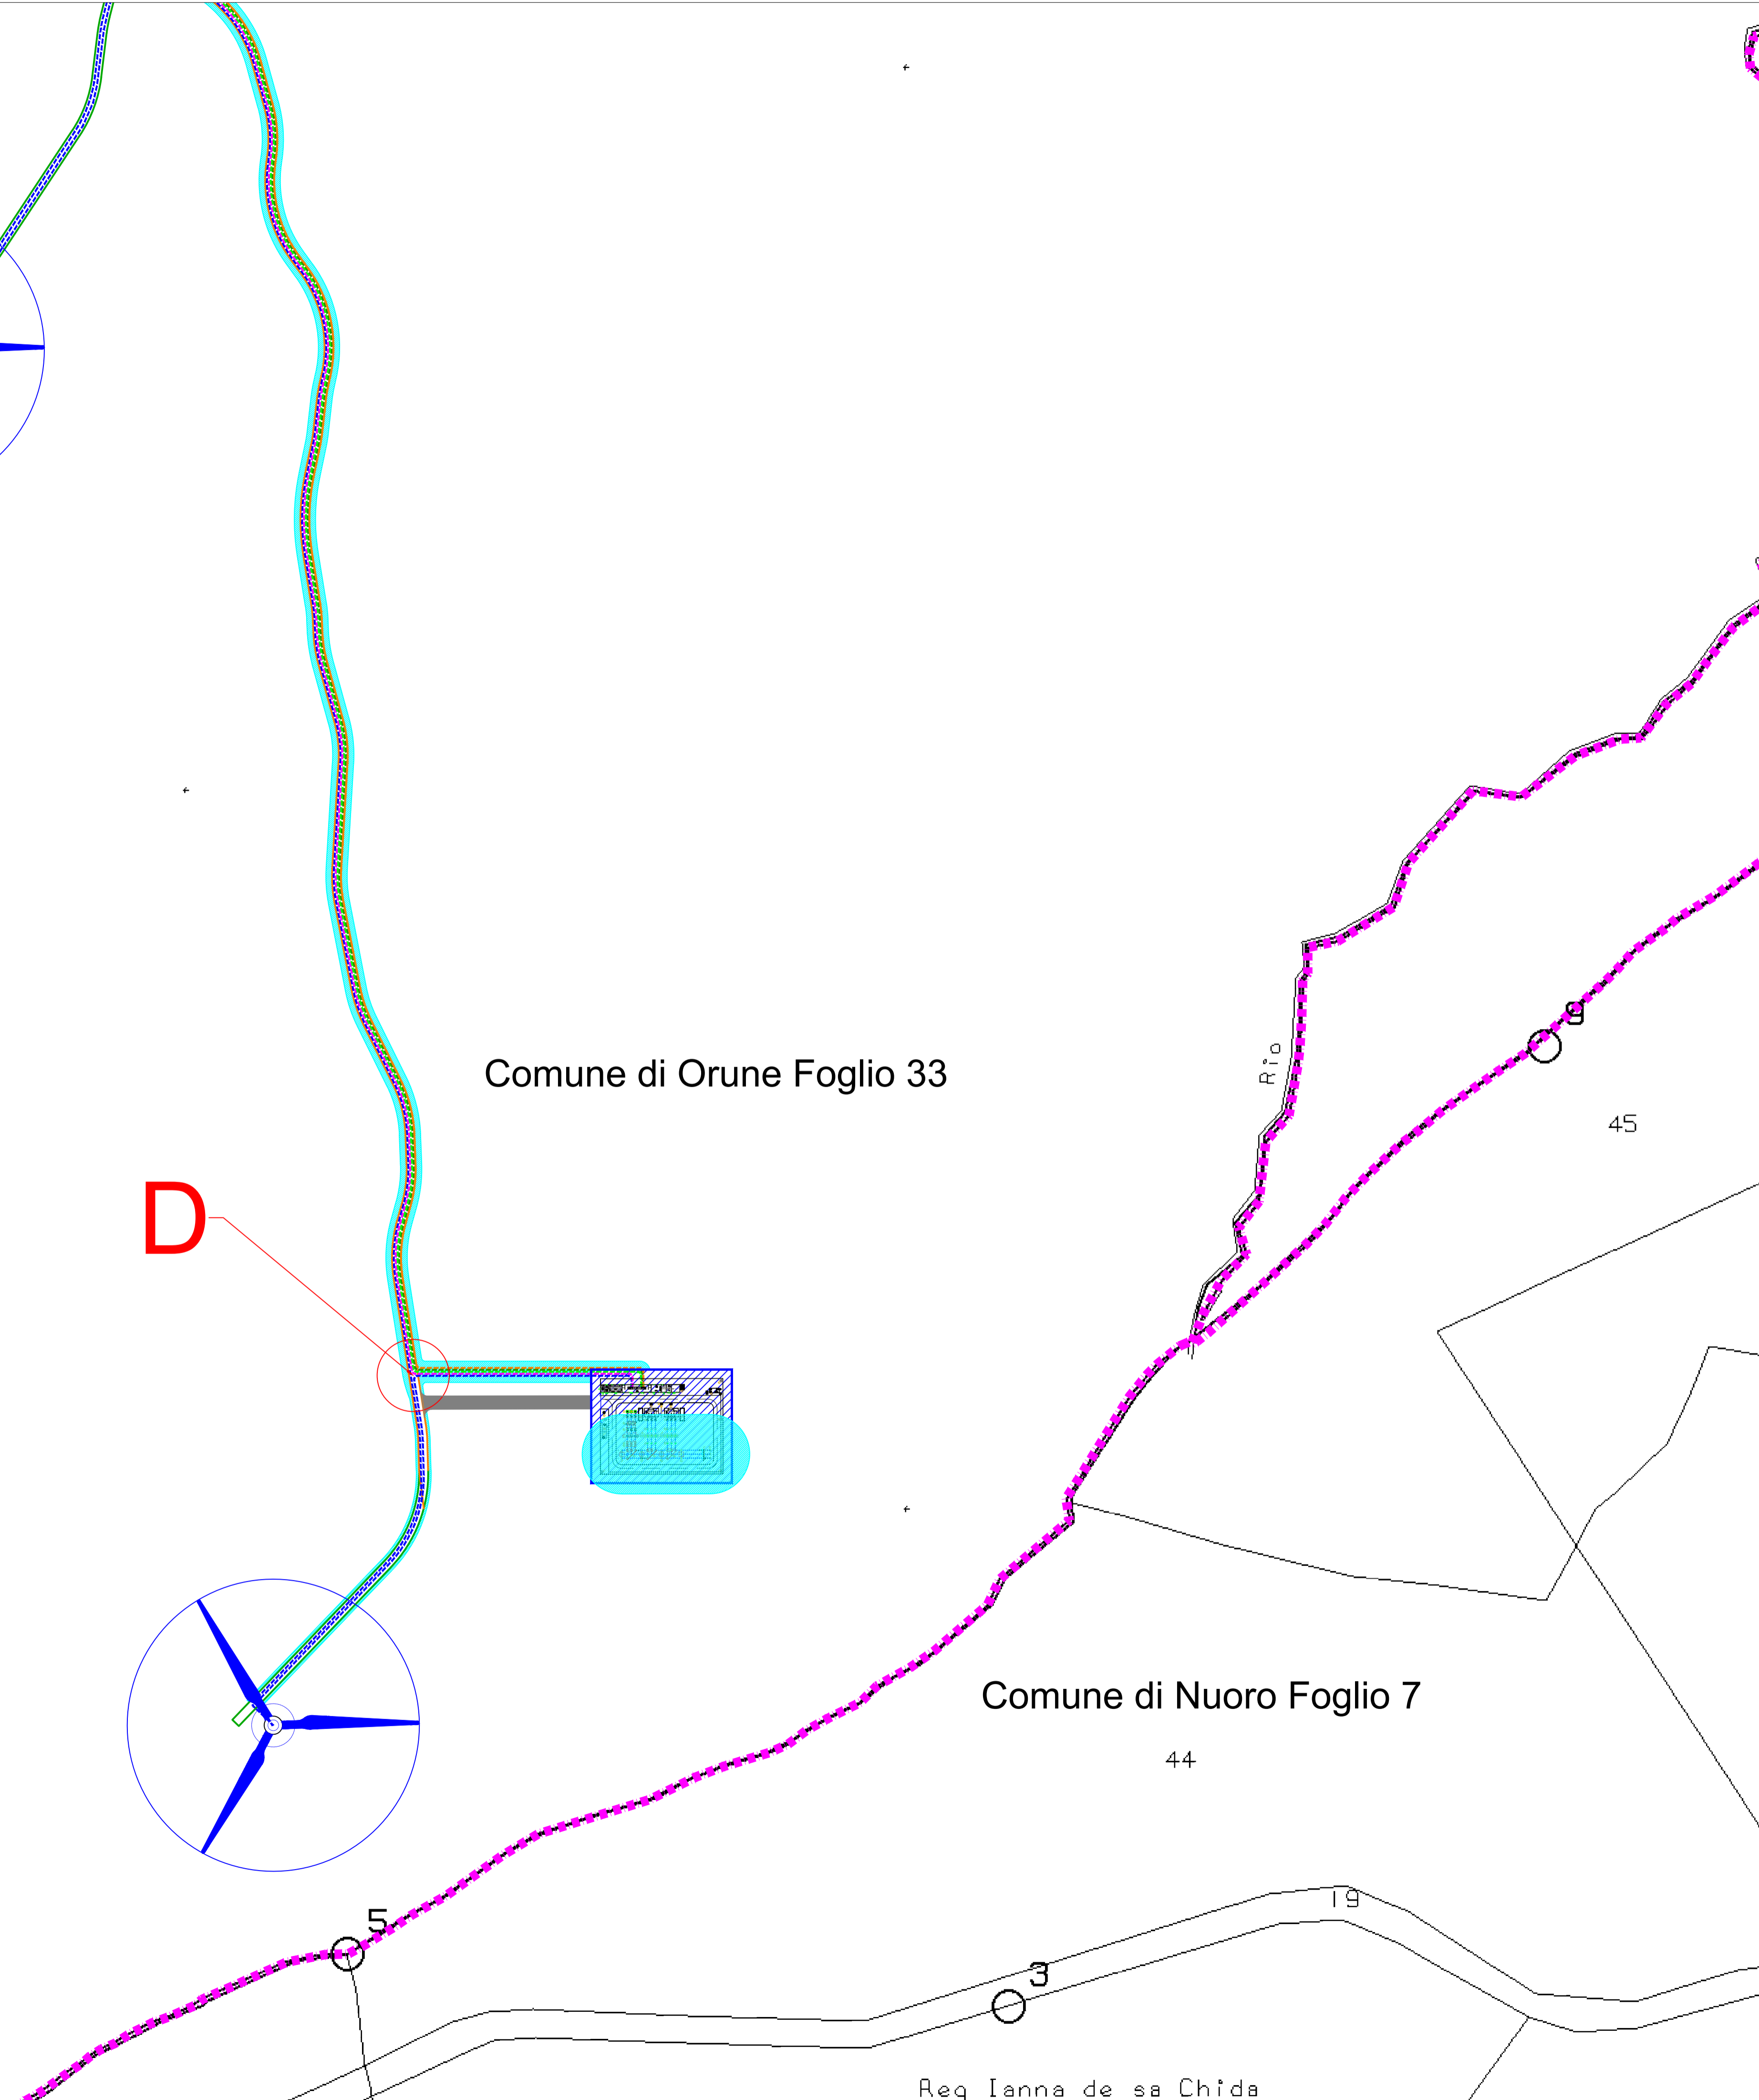 Comune di Orune Foglio 33
Rio
9
45
D
Comune di Nuoro Foglio 7
44
19
5
3
Reg Ianna de sa Chida